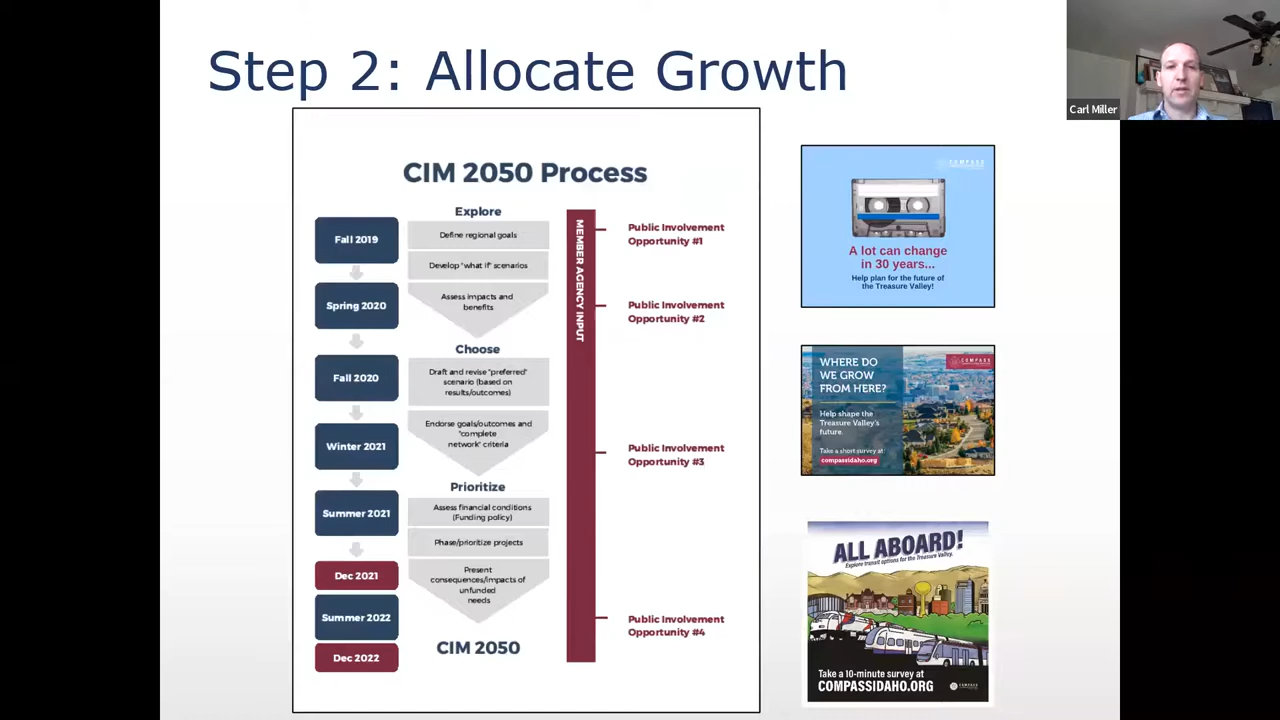 Step 2: Allocate Growth
Carl Miller
CIM 2050 Process
Explore
Fall 2019
Define regional goals
Develop "what if" scenarios
Spring 2020
Assess impacts and
benefits
Choose
Fall 2020
Draft and revise "preferred"
scenario (based on
results/outcomes)
Winter 2021
Endorse goals/outcomes and
"complete
network" criteria
Prioritize
Summer 2021
Assess financial conditions
(Funding policy)
Phase/prioritize projects
Dec 2021
Present
consequences/impacts of
unfunded
needs
Summer 2022
CIM 2050
Dec 2022
MEMBER AGENCY INPUT
Public Involvement
Opportunity #1
Public Involvement
Opportunity #2
Public Involvement
Opportunity #3
Public Involvement
Opportunity #4
COMPASS
A lot can change
in 30 years...
Help plan for the future of
the Treasure Valley!
COMPASS
WHERE DO
WE GROW
FROM HERE?
Help shape the
Treasure Valley's
future.
Take a short survey at:
compassidaho.org
ALL ABOARD!
Explore transit options for the Treasure Valley.
Take a 10-minute survey at
COMPASSIDAHO.ORG
COMPASS